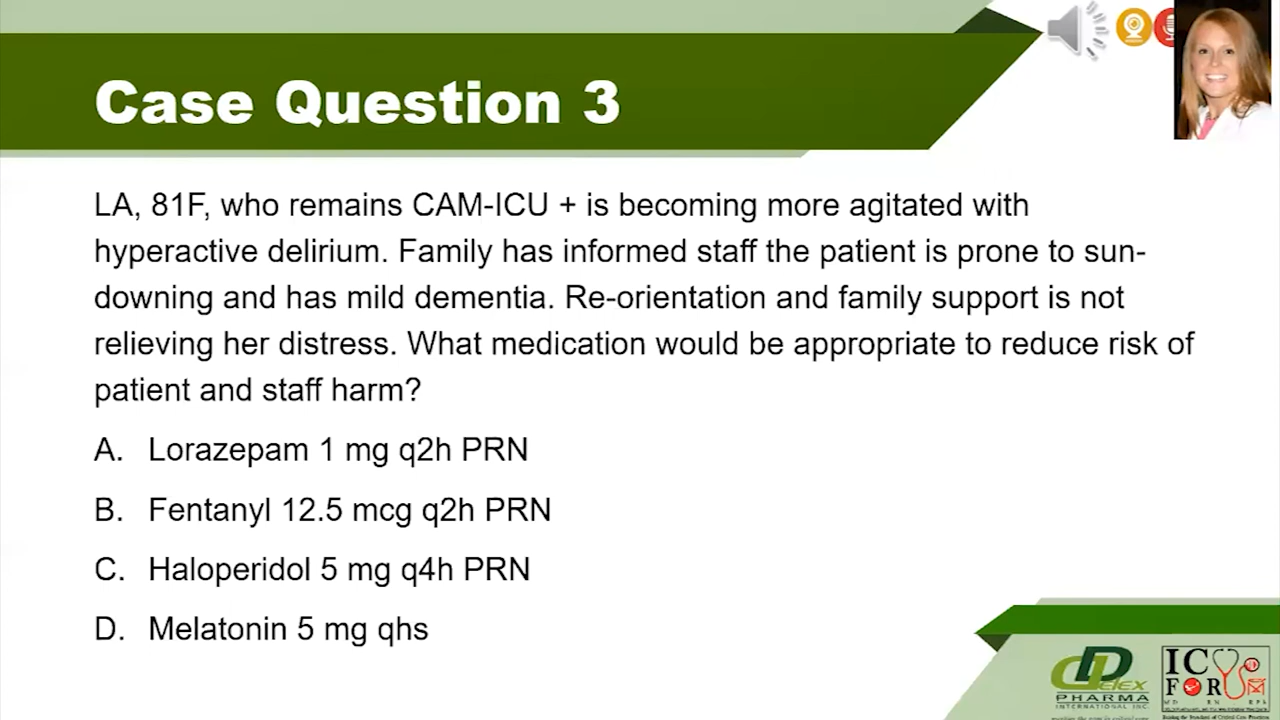 Case Question 3
LA, 81F, who remains CAM-ICU + is becoming more agitated with
hyperactive delirium. Family has informed staff the patient is prone to sun-
downing and has mild dementia. Re-orientation and family support is not
relieving her distress. What medication would be appropriate to reduce risk of
patient and staff harm?
A. Lorazepam 1 mg q2h PRN
B. Fentanyl 12.5 mcg q2h PRN
C. Haloperidol 5 mg q4h PRN
D. Melatonin 5 mg qhs
Delex
PHARMA
INTERNATIONAL INC
IC
FOR